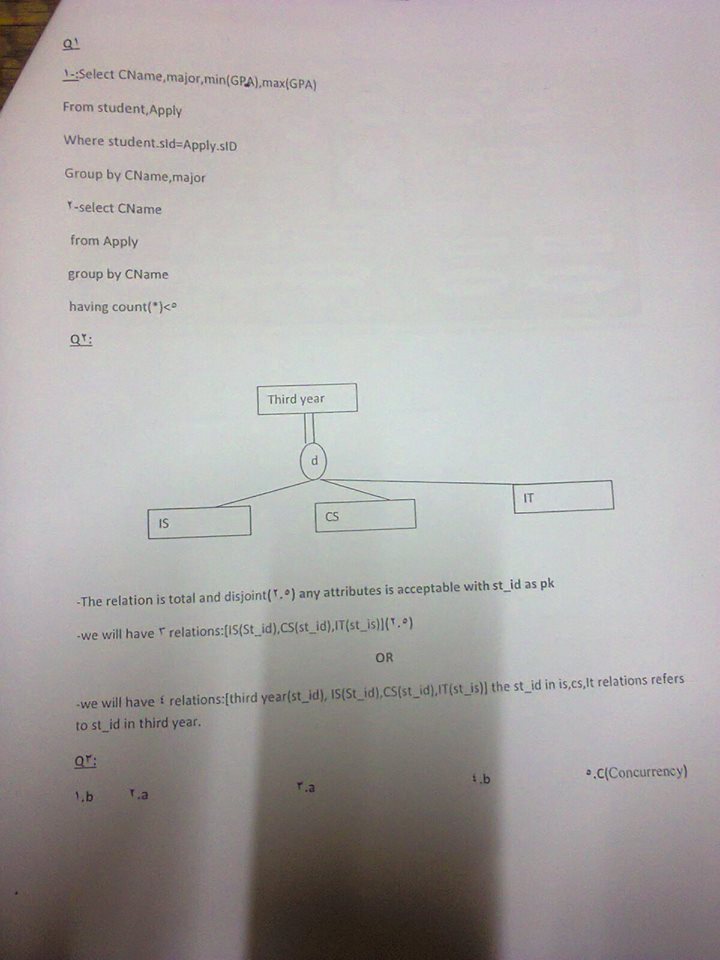 Q١
١-:Select CName,major,min(GPA),max(GPA)
From student,Apply
Where student.sId=Apply.sID
Group by CName,major
٢-select CName
from Apply
group by CName
having count(*)<٥
Q٢:
Third year
d
IS
CS
IT
-The relation is total and disjoint(٢.٥) any attributes is acceptable with st_id as pk
-we will have ٣ relations:[IS(St_id),CS(st_id),IT(st_is)](٢.٥)
OR
-we will have ٤ relations:[third year(st_id), IS(St_id),CS(st_id),IT(st_is)] the st_id in is,cs,It relations refers
to st_id in third year.
Q٣:
١.b ٢.a ٣.a ٤.b ٥.C(Concurrency)